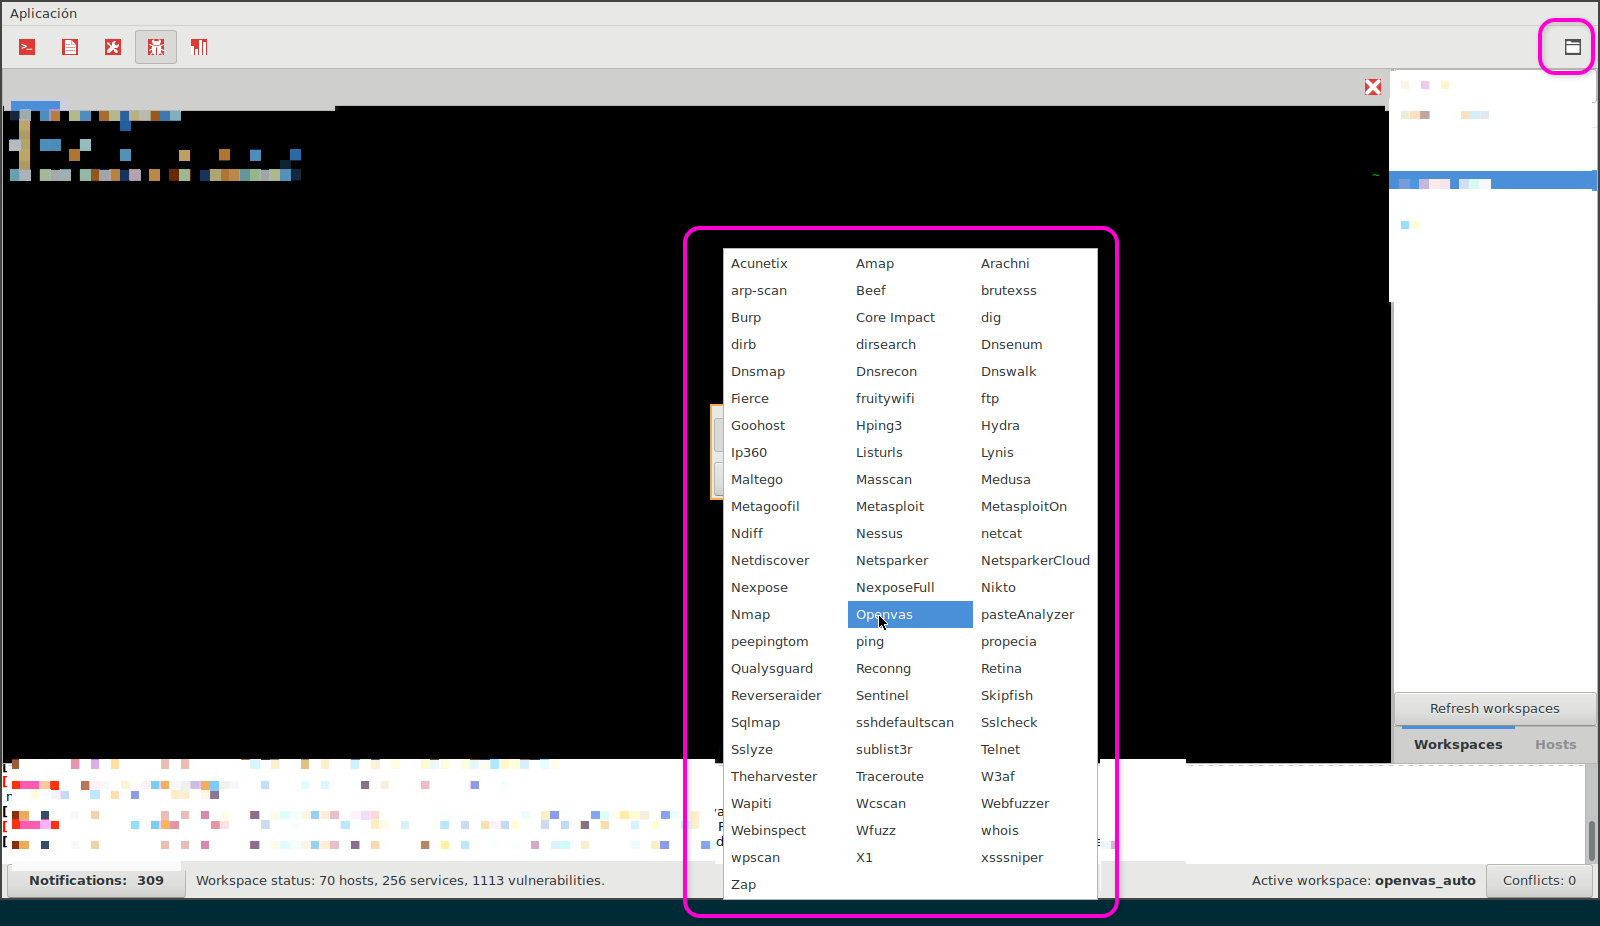 Aplicación
Acunetix Amap Arachni
arp-scan Beef brutexss
Burp Core Impact dig
dirb dirsearch Dnsenum
Dnsmap Dnsrecon Dnswalk
Fierce fruitywifi ftp
Goohost Hping3 Hydra
Ip360 Listurls Lynis
Maltego Masscan Medusa
Metagoofil Metasploit MetasploitOn
Ndiff Nessus netcat
Netdiscover Netsparker NetsparkerCloud
Nexpose NexposeFull Nikto
Nmap Openvas pasteAnalyzer
peepingtom ping propecia
Qualysguard Reconng Retina
Reverseraider Sentinel Skipfish
Sqlmap sshdefaultscan Sslcheck
Sslyze sublist3r Telnet
Theharvester Traceroute W3af
Wapiti Wcscan Webfuzzer
Webinspect Wfuzz whois
wpscan X1 xsssniper
Zap
Refresh workspaces
Workspaces Hosts
Notifications: 309 Workspace status: 70 hosts, 256 services, 1113 vulnerabilities. Active workspace: openvas_auto Conflicts: 0